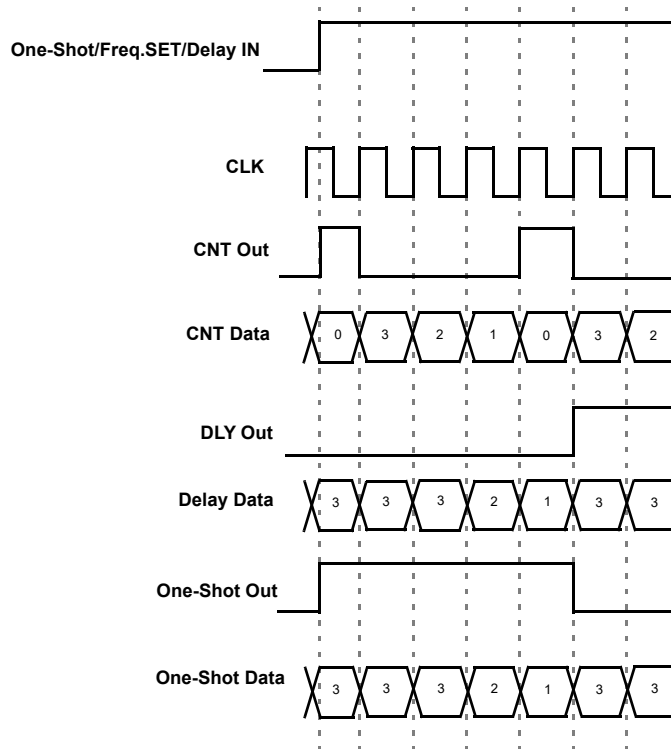 One-Shot/Freq.SET/Delay IN
CLK
CNT Out
CNT Data 0 3 2 1 0 3 2
DLY Out
Delay Data 3 3 3 2 1 3 3
One-Shot Out
One-Shot Data 3 3 3 2 1 3 3